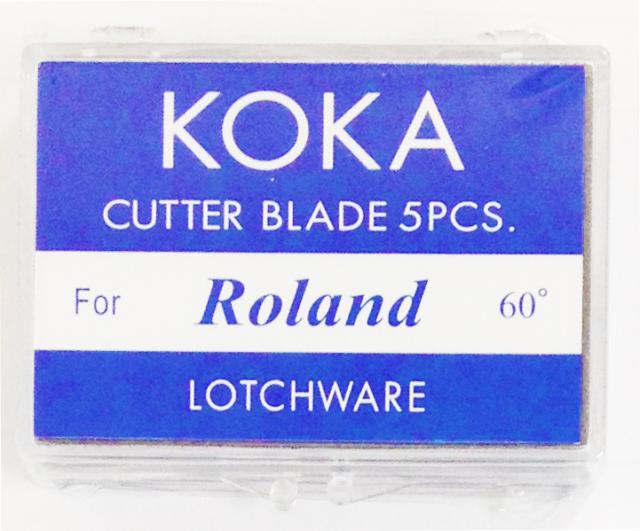 KOKA
CUTTER BLADE 5PCS.
For Roland 60°
LOTCHWARE